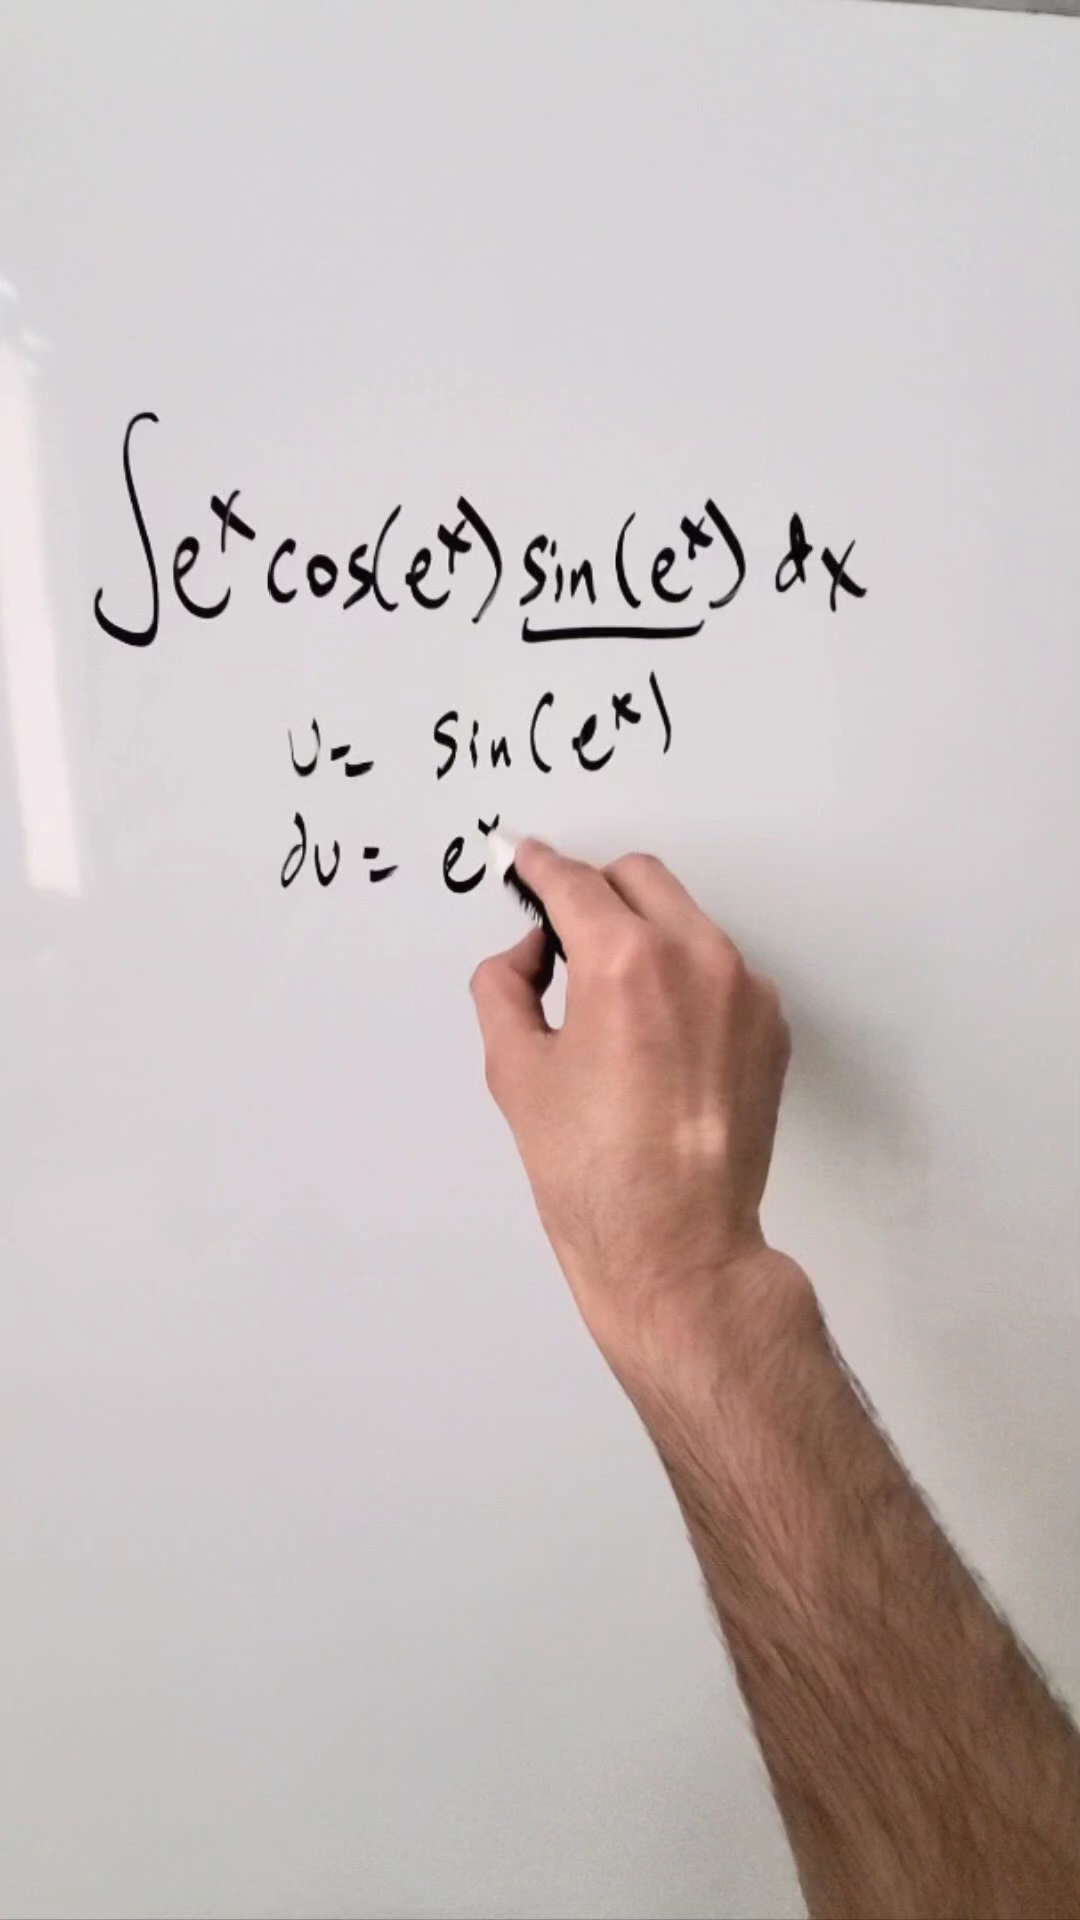 ∫e^x cos(e^x) sin(e^x) dx
u= sin(e^x)
du= e^x